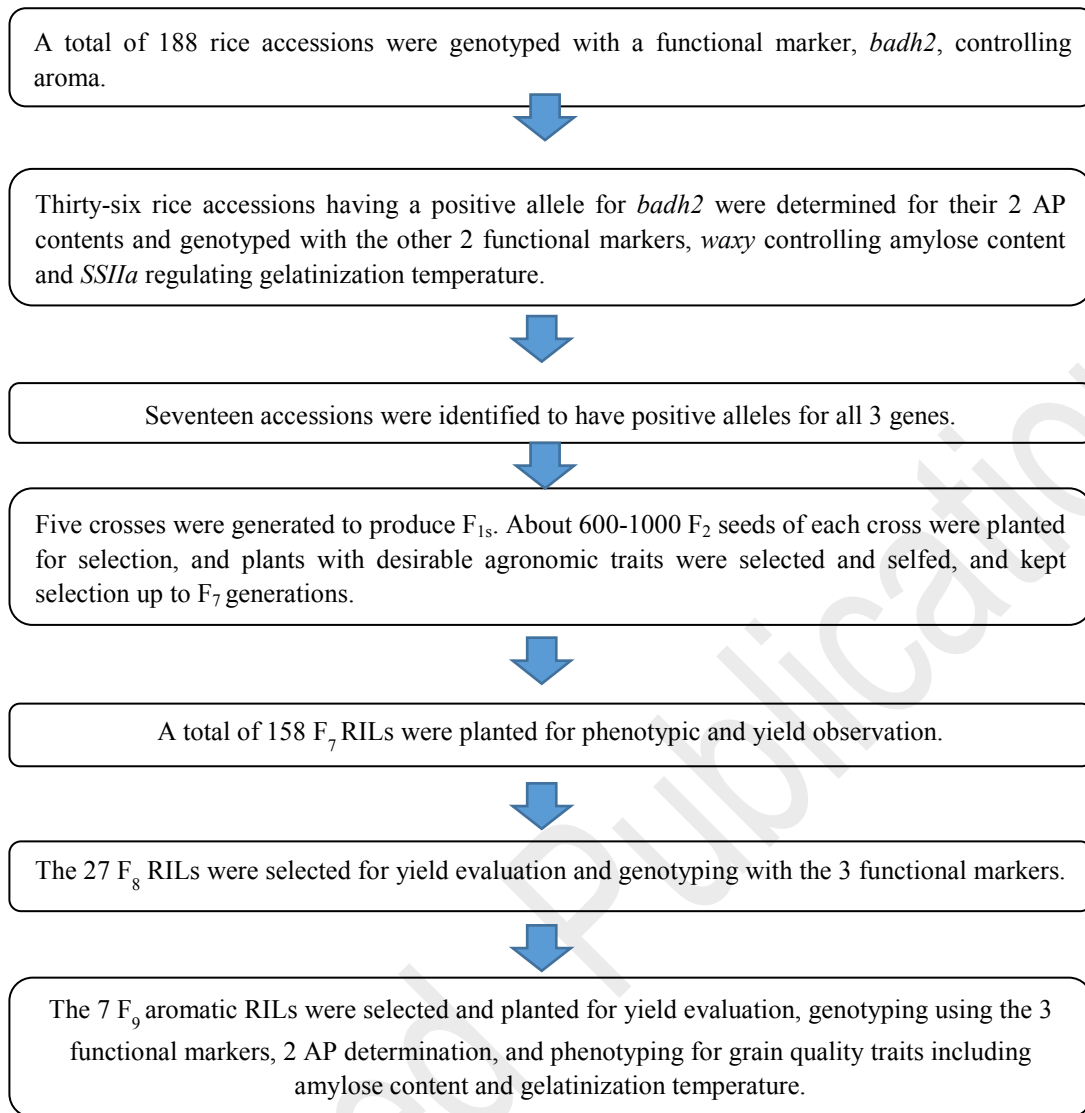 A total of 188 rice accessions were genotyped with a functional marker, badh2, controlling
aroma.
Thirty-six rice accessions having a positive allele for badh2 were determined for their 2 AP
contents and genotyped with the other 2 functional markers, waxy controlling amylose content
and SSIIa regulating gelatinization temperature.
Seventeen accessions were identified to have positive alleles for all 3 genes.
Five crosses were generated to produce F1s. About 600-1000 F2 seeds of each cross were planted
for selection, and plants with desirable agronomic traits were selected and selfed, and kept
selection up to F7 generations.
A total of 158 F7 RILs were planted for phenotypic and yield observation.
The 27 F8 RILs were selected for yield evaluation and genotyping with the 3 functional markers.
The 7 F9 aromatic RILs were selected and planted for yield evaluation, genotyping using the 3
functional markers, 2 AP determination, and phenotyping for grain quality traits including
amylose content and gelatinization temperature.